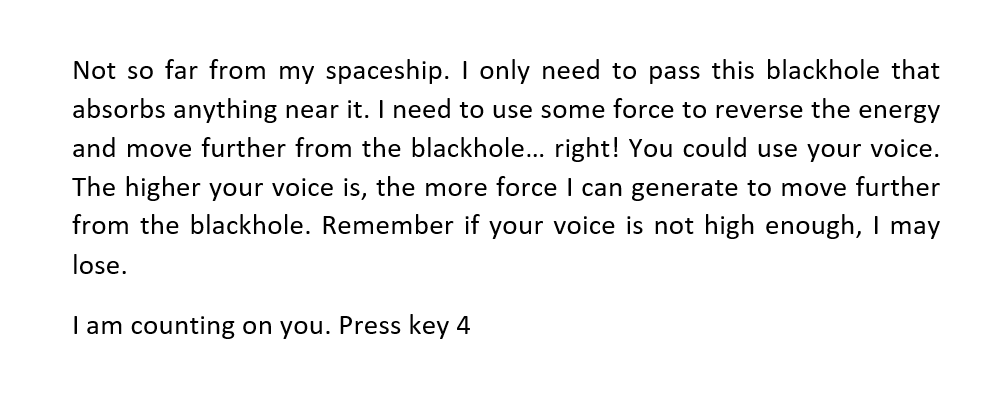 Not so far from my spaceship. I only need to pass this blackhole that
absorbs anything near it. I need to use some force to reverse the energy
and move further from the blackhole… right! You could use your voice.
The higher your voice is, the more force I can generate to move further
from the blackhole. Remember if your voice is not high enough, I may
lose.
I am counting on you. Press key 4